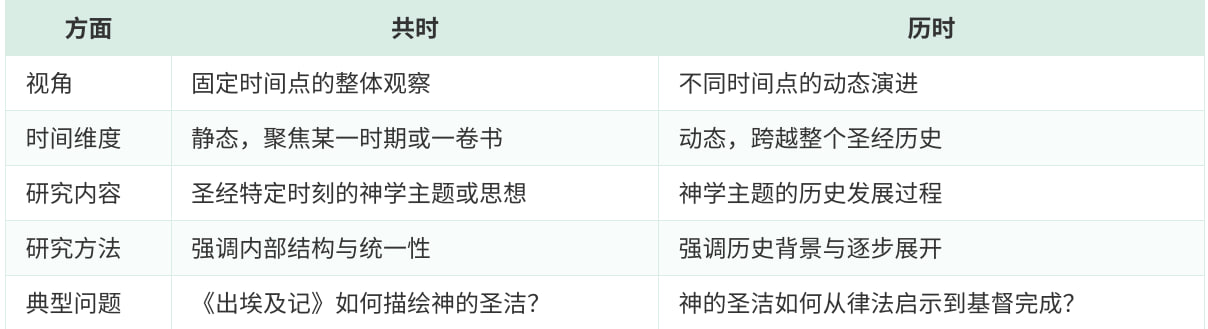 方面 共时 历时
视角 固定时间点的整体观察 不同时间点的动态演进
时间维度 静态，聚焦某一时期或一卷书 动态，跨越整个圣经历史
研究内容 圣经特定时刻的神学主题或思想 神学主题的历史发展过程
研究方法 强调内部结构与统一性 强调历史背景与逐步展开
典型问题 《出埃及记》如何描绘神的圣洁？ 神的圣洁如何从律法启示到基督完成？